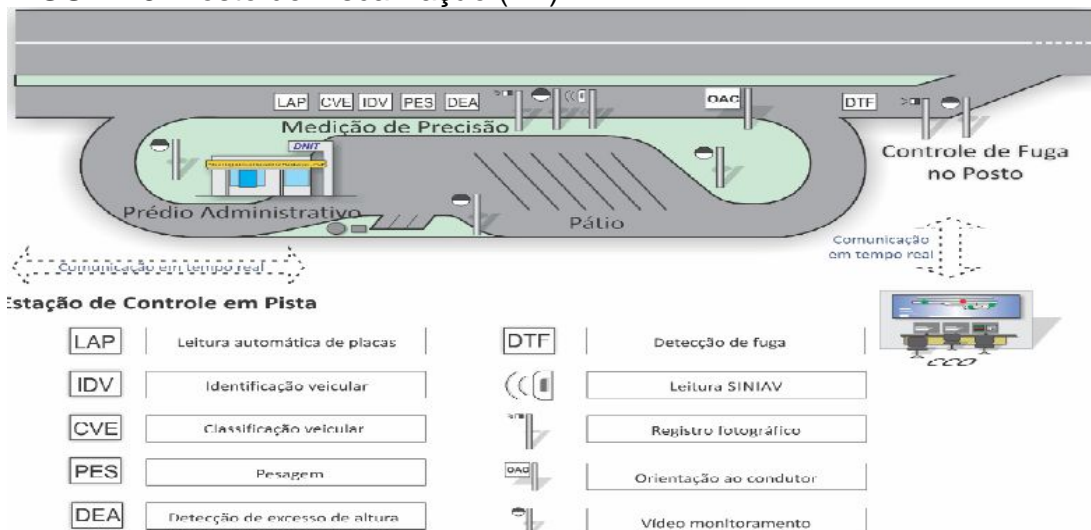 LAP CVE IDV PES DEA
OAC
DTF
Medição de Precisão
DNIT
Controle de Fuga
no Posto
Prédio Administrativo
Pátio
Comunicação
em tempo real
Comunicação em tempo real
Estação de Controle em Pista
CCO
LAP Leitura automática de placas
DTF Detecção de fuga
IDV Identificação veicular
Leitura SINIAV
CVE Classificação veicular
Registro fotográfico
PES Pesagem
OAC Orientação ao condutor
DEA Detecção de excesso de altura
Vídeo monitoramento